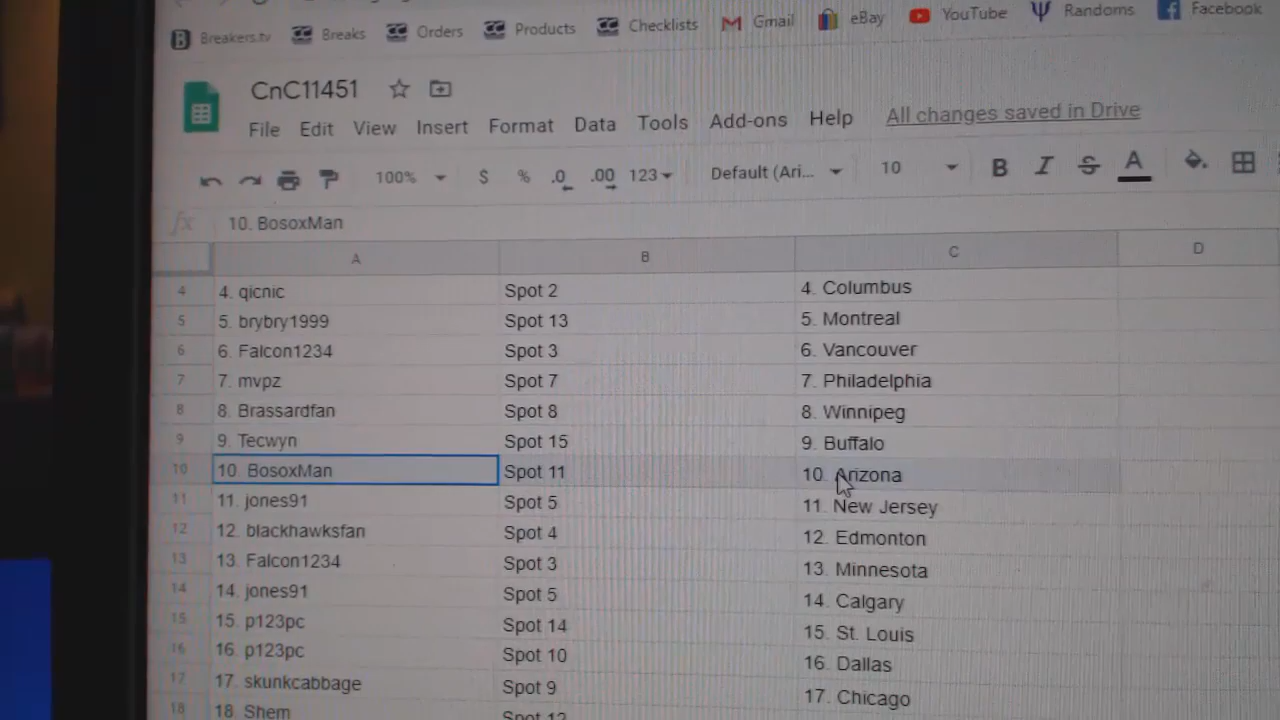 Breakers.tv Breaks Orders Products Checklists Gmail eBay YouTube Randoms Facebook
CnC11451
File Edit View Insert Format Data Tools Add-ons Help All changes saved in Drive
100% $ % .0 .00 123 Default (Ari... 10 B I S A
fx 10. BosoxMan
A B C D
4 4. qicnic Spot 2 4. Columbus
5 5. brybry1999 Spot 13 5. Montreal
6 6. Falcon1234 Spot 3 6. Vancouver
7 7. mvpz Spot 7 7. Philadelphia
8 8. Brassardfan Spot 8 8. Winnipeg
9 9. Tecwyn Spot 15 9. Buffalo
10 10. BosoxMan Spot 11 10. Arizona
11 11. jones91 Spot 5 11. New Jersey
12 12. blackhawksfan Spot 4 12. Edmonton
13 13. Falcon1234 Spot 3 13. Minnesota
14 14. jones91 Spot 5 14. Calgary
15 15. p123pc Spot 14 15. St. Louis
16 16. p123pc Spot 10 16. Dallas
17 17. skunkcabbage Spot 9 17. Chicago
18 18. Shem Spot 12